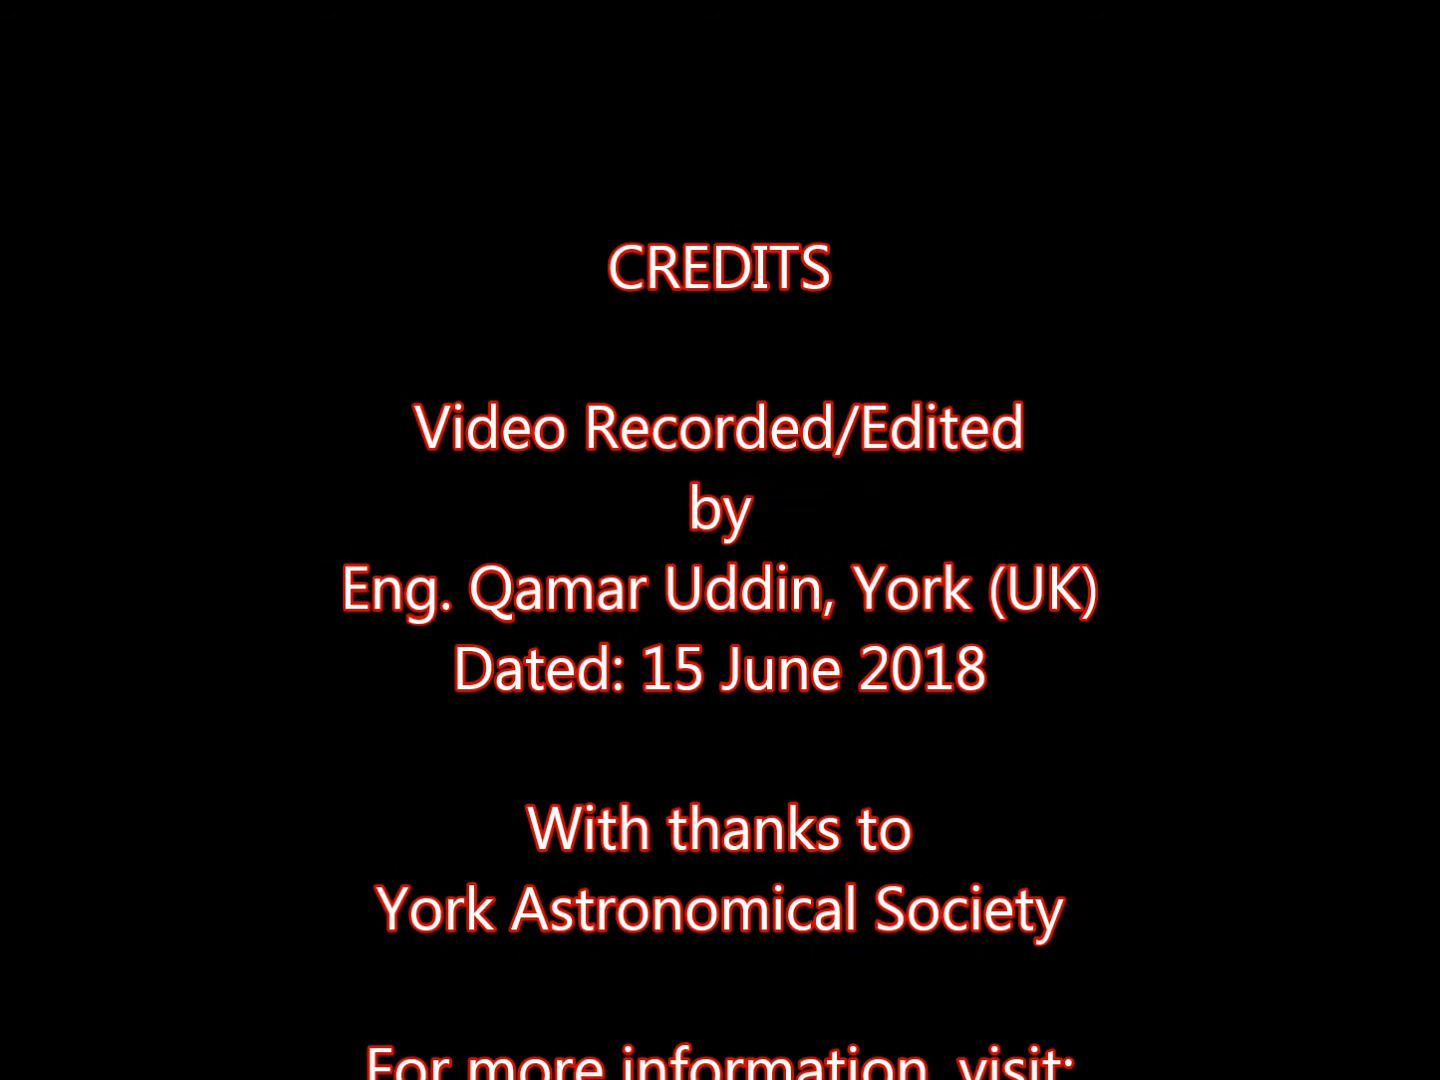 CREDITS
Video Recorded/Edited
by
Eng. Qamar Uddin, York (UK)
Dated: 15 June 2018
With thanks to
York Astronomical Society
For more information, visit: